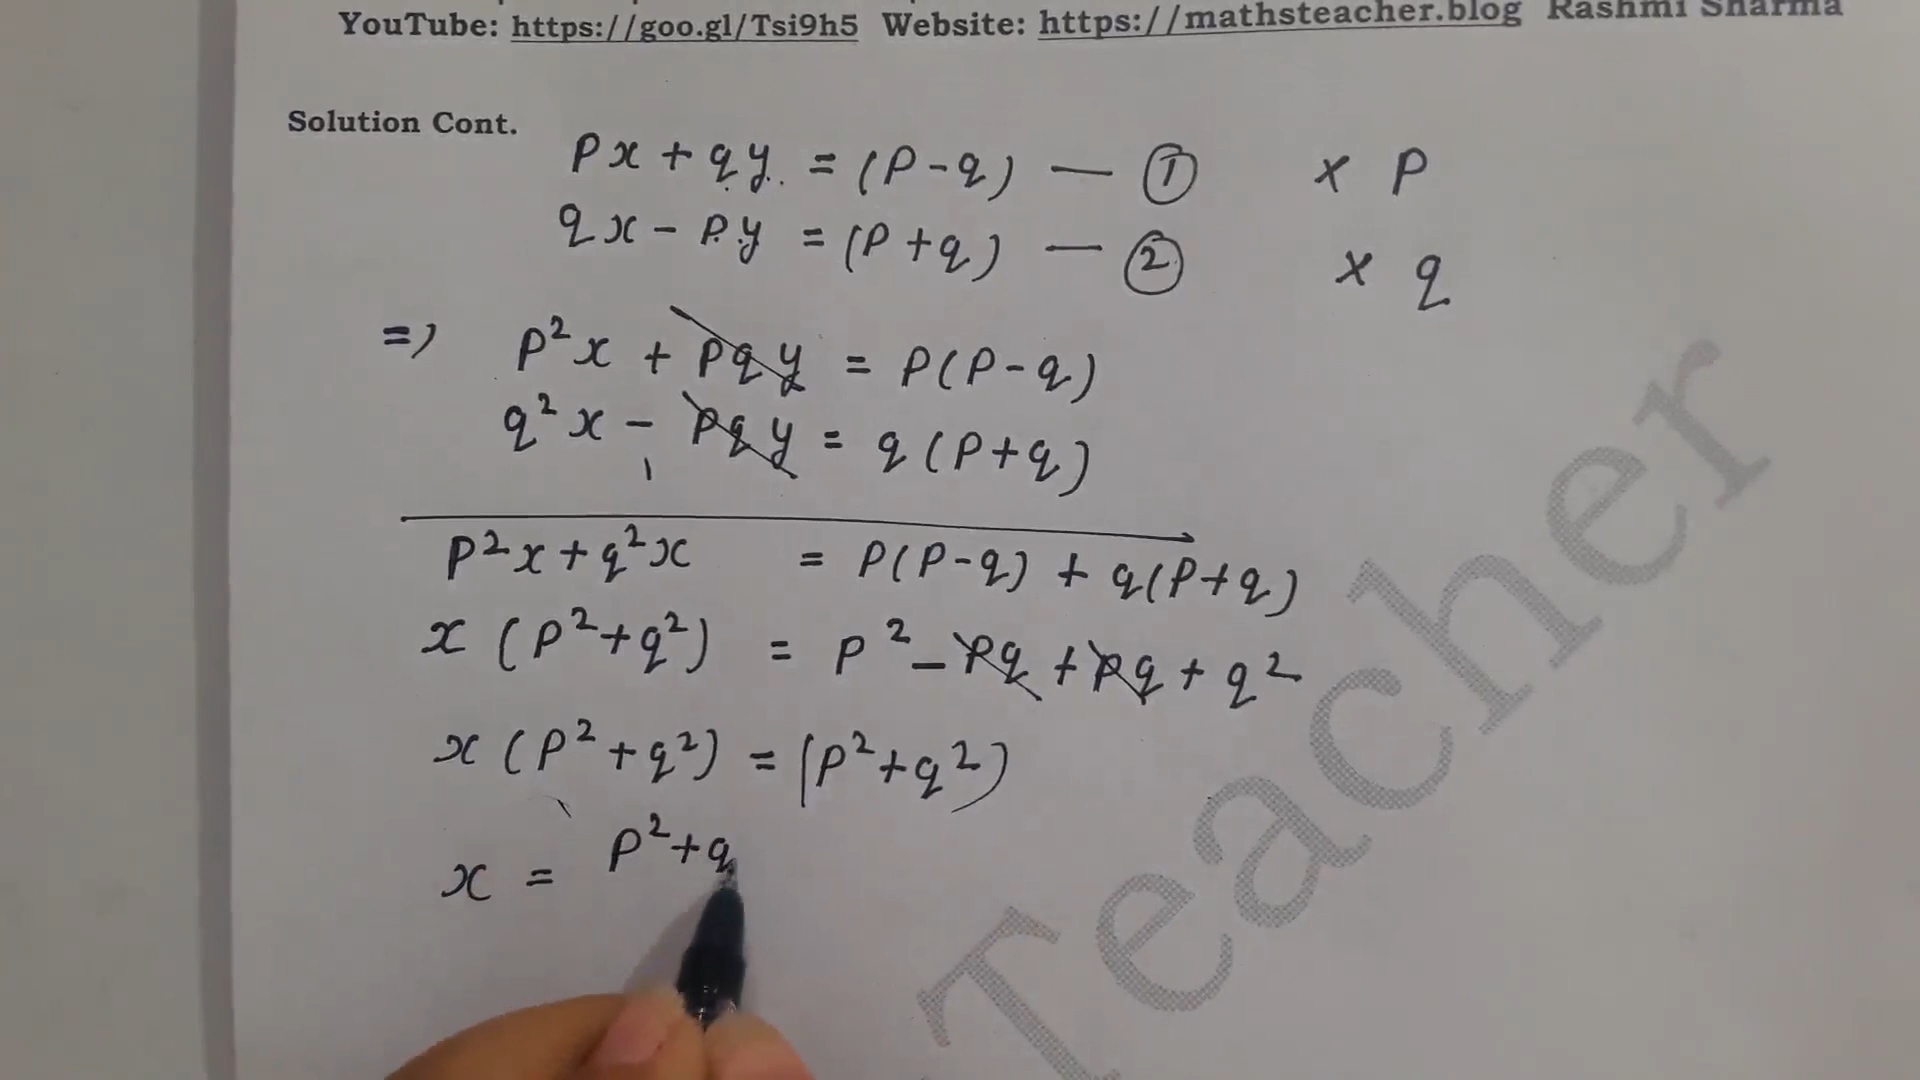 YouTube: https://goo.gl/Tsi9h5 Website: https://mathsteacher.blog Rashmi Sharma
Solution Cont.
px + qy = (p - q) — ① × p
qx - py = (p + q) — ② × q
=> p²x + pqy = p(p - q)
q²x - pqy = q(p + q)
p²x + q²x = p(p - q) + q(p + q)
x(p² + q²) = p² - pq + pq + q²
x(p² + q²) = (p² + q²)
x = p² + q
Teacher